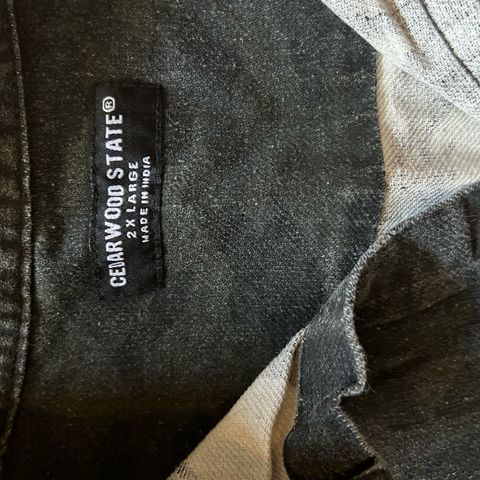 CEDARWOOD STATE®
2 X LARGE
MADE IN INDIA